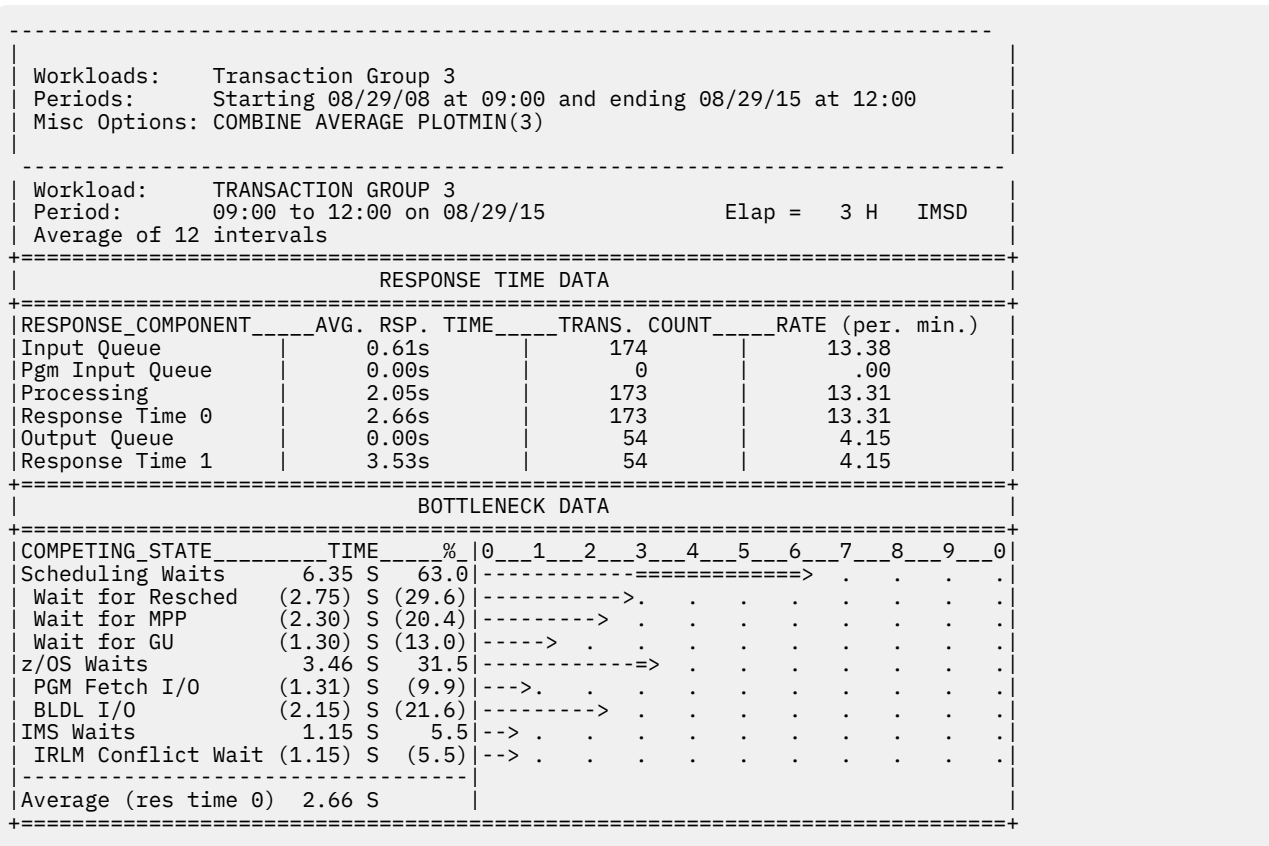 -----------------------------------------------------------------------------
|                                                                              |
| Workloads:    Transaction Group 3                                            |
| Periods:      Starting 08/29/08 at 09:00 and ending 08/29/15 at 12:00        |
| Misc Options: COMBINE AVERAGE PLOTMIN(3)                                     |
|                                                                              |
 -----------------------------------------------------------------------------
| Workload:     TRANSACTION GROUP 3                                            |
| Period:       09:00 to 12:00 on 08/29/15              Elap =   3 H   IMSD    |
| Average of 12 intervals                                                      |
+=============================================================================+
|                            RESPONSE TIME DATA                                |
+=============================================================================+
|RESPONSE_COMPONENT_____AVG. RSP. TIME_____TRANS. COUNT_____RATE (per. min.)  |
|Input Queue         |      0.61s       |      174       |      13.38         |
|Pgm Input Queue     |      0.00s       |        0       |        .00         |
|Processing          |      2.05s       |      173       |      13.31         |
|Response Time 0     |      2.66s       |      173       |      13.31         |
|Output Queue        |      0.00s       |       54       |       4.15         |
|Response Time 1     |      3.53s       |       54       |       4.15         |
+=============================================================================+
|                               BOTTLENECK DATA                                |
+=============================================================================+
|COMPETING_STATE_________TIME_____%_|0___1___2___3___4___5___6___7___8___9___0|
|Scheduling Waits      6.35 S   63.0|------------=============>  .   .   .   .|
| Wait for Resched   (2.75) S (29.6)|----------->.   .   .   .   .   .   .   .|
| Wait for MPP       (2.30) S (20.4)|--------->  .   .   .   .   .   .   .   .|
| Wait for GU        (1.30) S (13.0)|----->  .   .   .   .   .   .   .   .   .|
|z/OS Waits            3.46 S   31.5|------------=>  .   .   .   .   .   .   .|
| PGM Fetch I/O      (1.31) S  (9.9)|--->.   .   .   .   .   .   .   .   .   .|
| BLDL I/O           (2.15) S (21.6)|--------->  .   .   .   .   .   .   .   .|
|IMS Waits             1.15 S    5.5|--> .   .   .   .   .   .   .   .   .   .|
| IRLM Conflict Wait (1.15) S  (5.5)|--> .   .   .   .   .   .   .   .   .   .|
|-----------------------------------|                                         |
|Average (res time 0)  2.66 S       |                                         |
+=============================================================================+